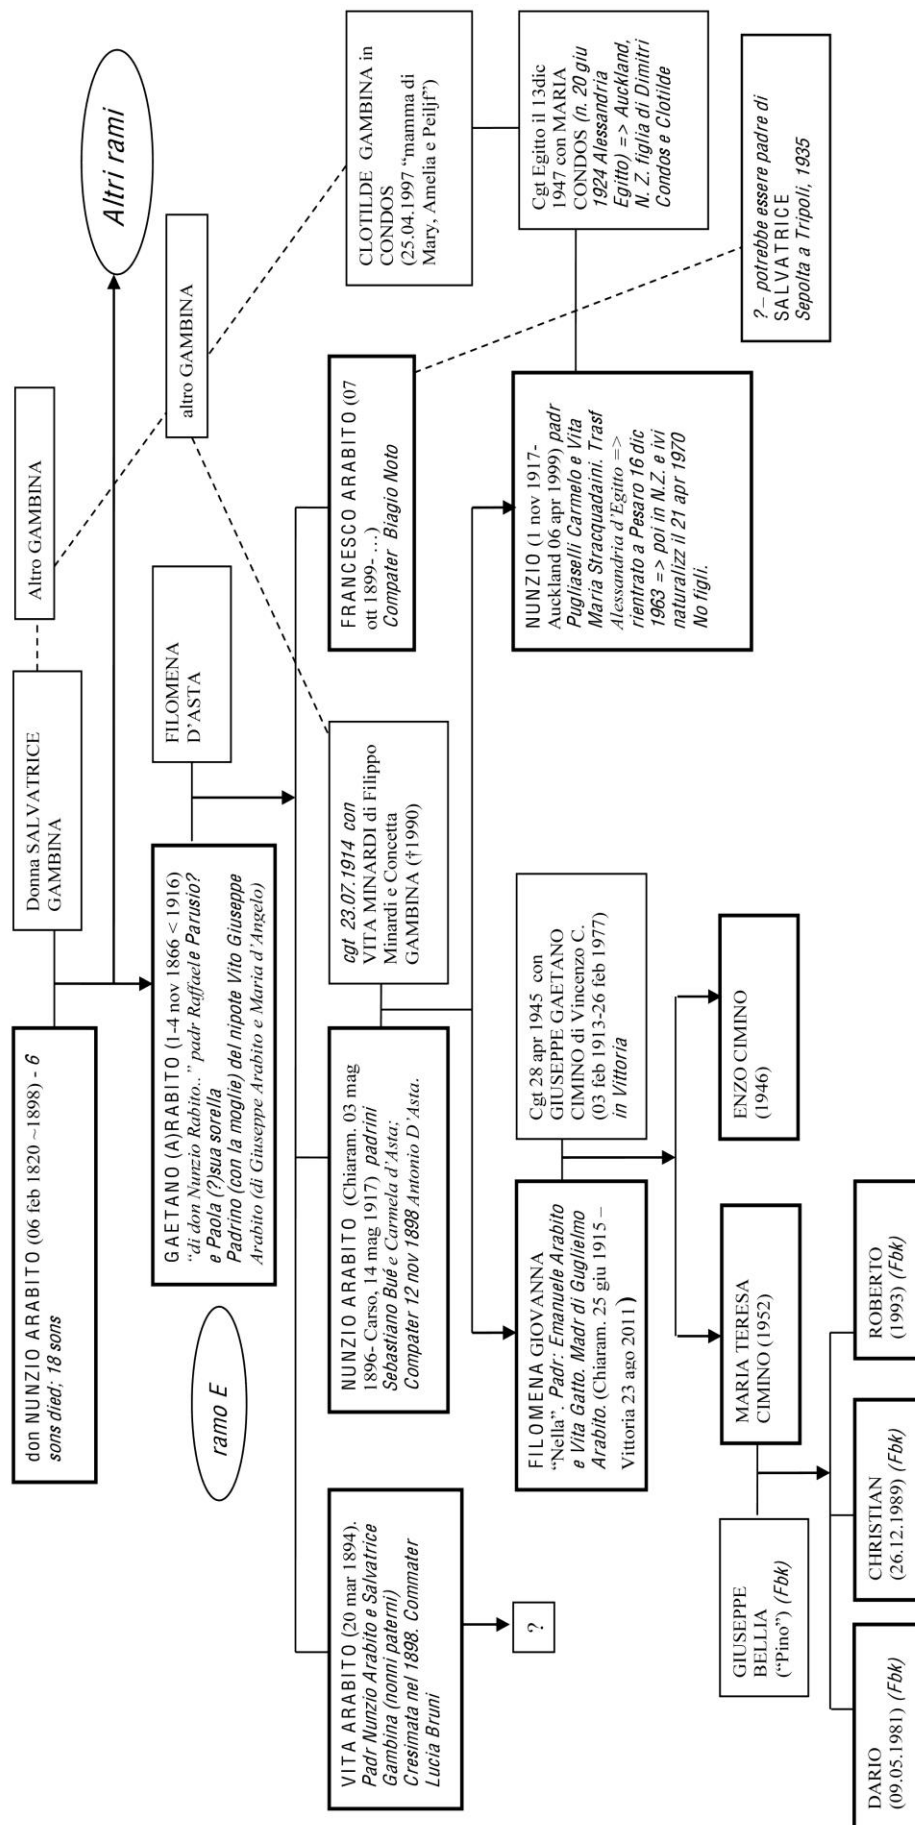 don NUNZIO ARABITO (06 feb 1820 ~1898) - 6
sons died; 18 sons
Donna SALVATRICE
GAMBINA
Altro GAMBINA
Altri rami
ramo E
GAETANO (A)RABITO (1-4 nov 1866 < 1916)
“di don Nunzio Rabito..” padr Raffaele Parusio?
e Paola (?)sua sorella
Padrino (con la moglie) del nipote Vito Giuseppe
Arabito (di Giuseppe Arabito e Maria d'Angelo)
FILOMENA
D'ASTA
altro GAMBINA
VITA ARABITO (20 mar 1894).
Padr Nunzio Arabito e Salvatrice
Gambina (nonni paterni)
Cresimata nel 1898. Commater
Lucia Bruni
NUNZIO ARABITO (Chiaram. 03 mag
1896- Carso, 14 mag 1917) padrini
Sebastiano Bué e Carmela d'Asta;
Compater 12 nov 1898 Antonio D'Asta.
cgt 23.07.1914 con
VITA MINARDI di Filippo
Minardi e Concetta
GAMBINA (†1990)
FRANCESCO ARABITO (07
ott 1899- …)
Compater Biagio Noto
CLOTILDE GAMBINA in
CONDOS
(25.04.1997 “mamma di
Mary, Amelia e Peiljf”)
?
FILOMENA GIOVANNA
“Nella”. Padr: Emanuele Arabito
e Vita Gatto. Madr di Guglielmo
Arabito. (Chiaram. 25 giu 1915 –
Vittoria 23 ago 2011)
Cgt 28 apr 1945 con
GIUSEPPE GAETANO
CIMINO di Vincenzo C.
(03 feb 1913-26 feb 1977)
in Vittoria
NUNZIO (1 nov 1917-
Auckland 06 apr 1999) padr
Pugliaselli Carmelo e Vita
Maria Stracquadaini. Trasf
Alessandria d'Egitto =>
rientrato a Pesaro 16 dic
1963 => poi in N.Z. e ivi
naturalizz il 21 apr 1970
No figli.
Cgt Egitto il 13dic
1947 con MARIA
CONDOS (n. 20 giu
1924 Alessandria
Egitto) => Auckland,
N. Z. figlia di Dimitri
Condos e Clotilde
?– potrebbe essere padre di
SALVATRICE
Sepolta a Tripoli, 1935
GIUSEPPE
BELLIA
(“Pino”) (Fbk)
MARIA TERESA
CIMINO (1952)
ENZO CIMINO
(1946)
DARIO
(09.05.1981) (Fbk)
CHRISTIAN
(26.12.1989) (Fbk)
ROBERTO
(1993) (Fbk)